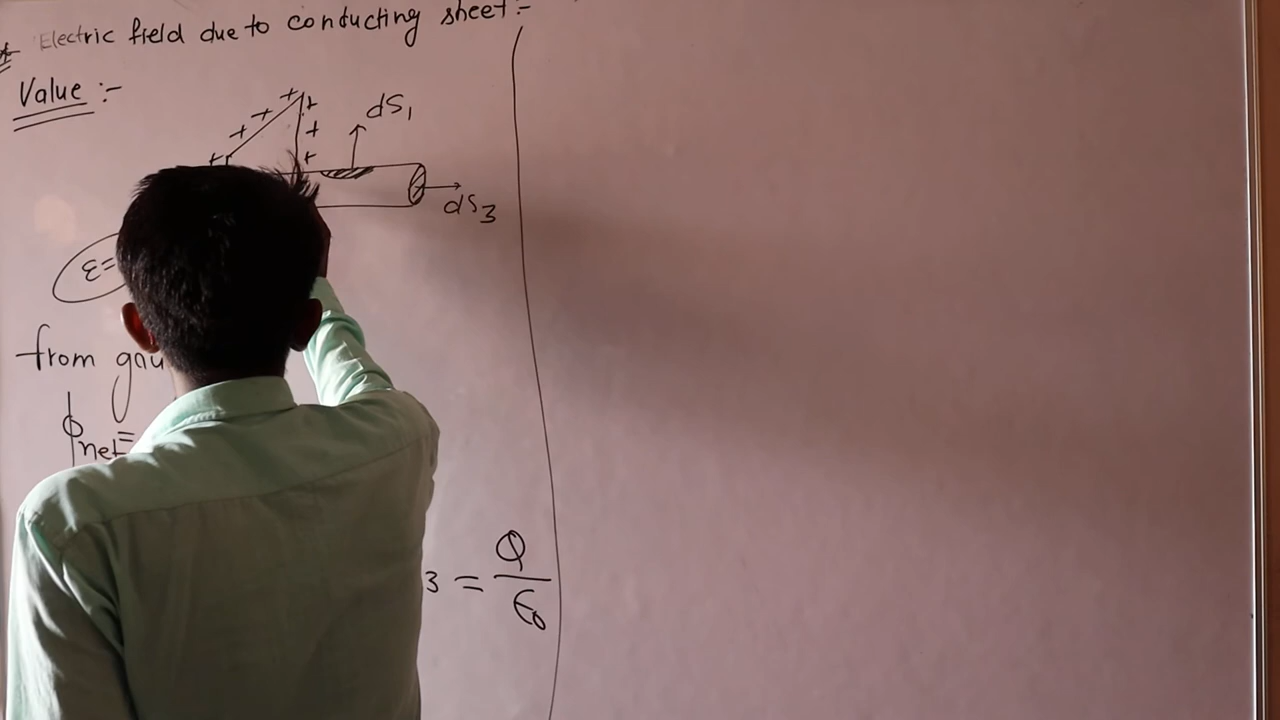 Electric field due to conducting sheet :-
Value :-
+ + + + + + + +
dS1
dS3
ε=
from gau
ϕnet=
3 = Q/ε0